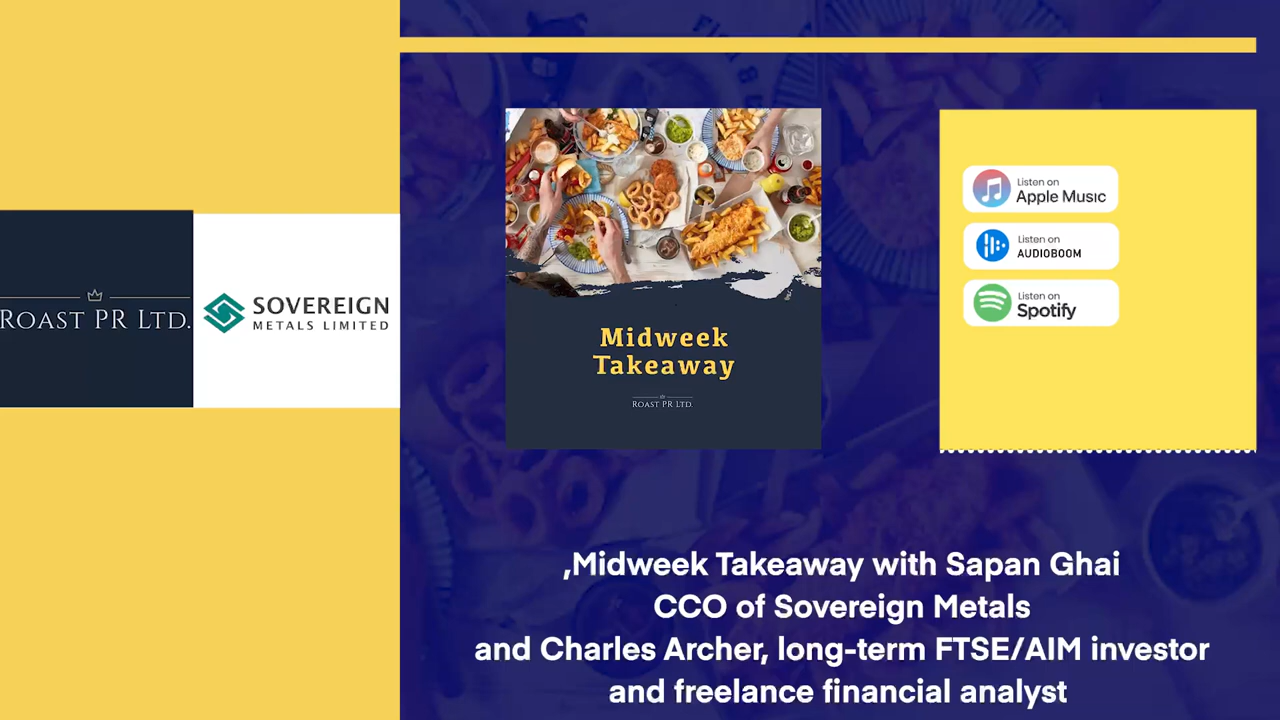 ROAST PR LTD.
SOVEREIGN
METALS LIMITED
Midweek
Takeaway
ROAST PR LTD.
Listen on
Apple Music
Listen on
AUDIOBOOM
Listen on
Spotify
,Midweek Takeaway with Sapan Ghai
CCO of Sovereign Metals
and Charles Archer, long-term FTSE/AIM investor
and freelance financial analyst